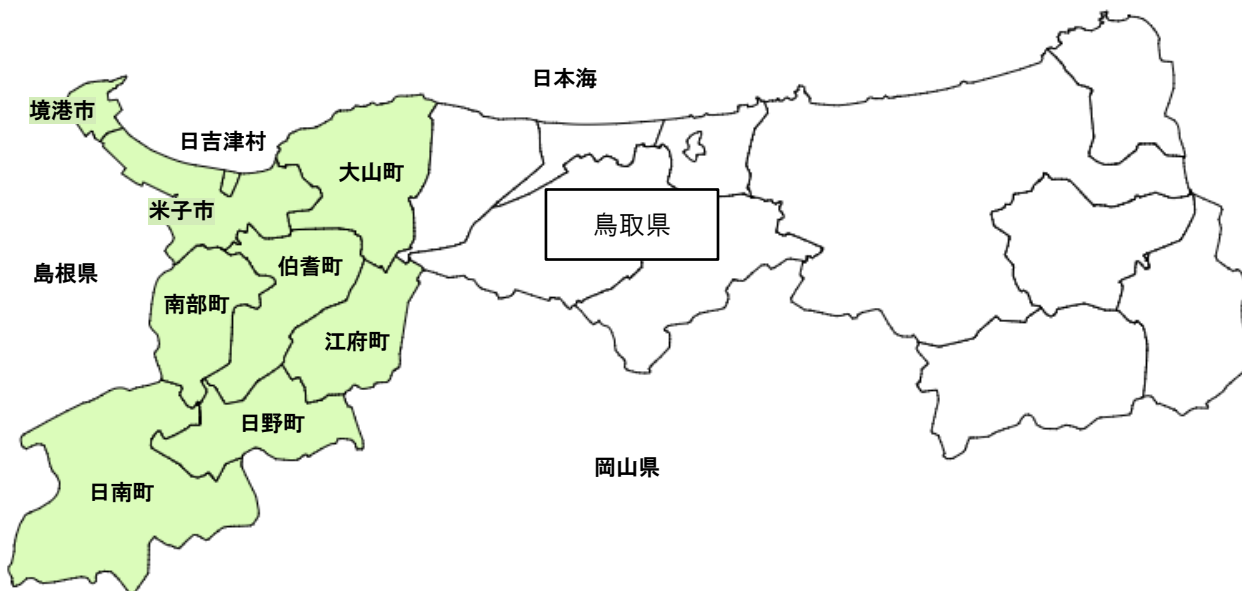 日本海
境港市
日吉津村
大山町
米子市
鳥取県
島根県
伯耆町
南部町
江府町
日野町
岡山県
日南町